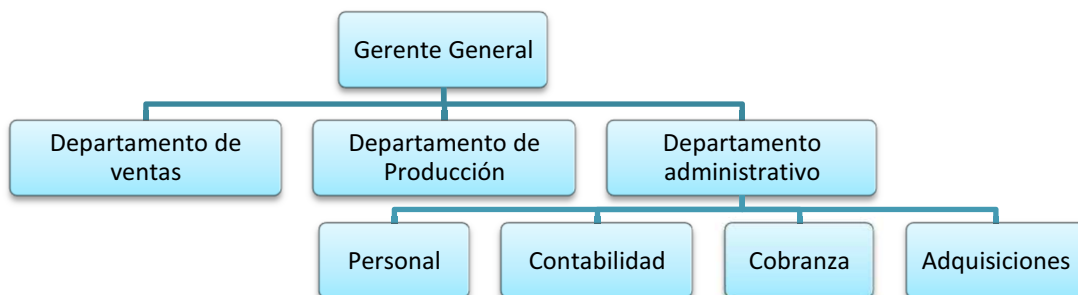 Gerente General
Departamento de
ventas
Departamento de
Producción
Departamento
administrativo
Personal
Contabilidad
Cobranza
Adquisiciones